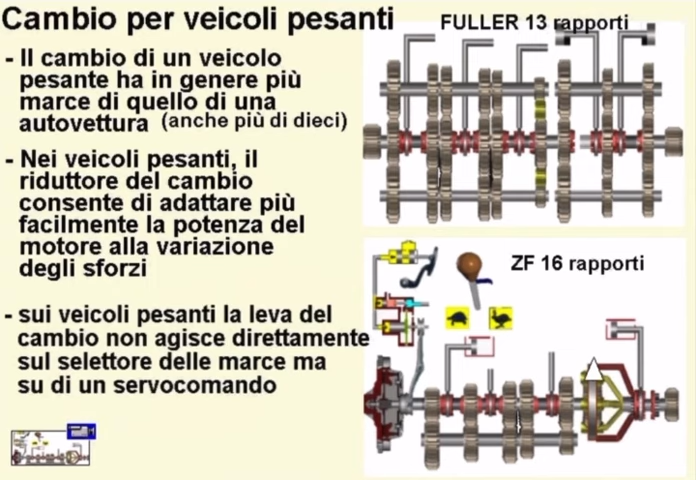 Cambio per veicoli pesanti
FULLER 13 rapporti
- Il cambio di un veicolo
pesante ha in genere più
marce di quello di una
autovettura (anche più di dieci)
- Nei veicoli pesanti, il
riduttore del cambio
consente di adattare più
facilmente la potenza del
motore alla variazione
degli sforzi
ZF 16 rapporti
- sui veicoli pesanti la leva del
cambio non agisce direttamente
sul selettore delle marce ma
su di un servocomando